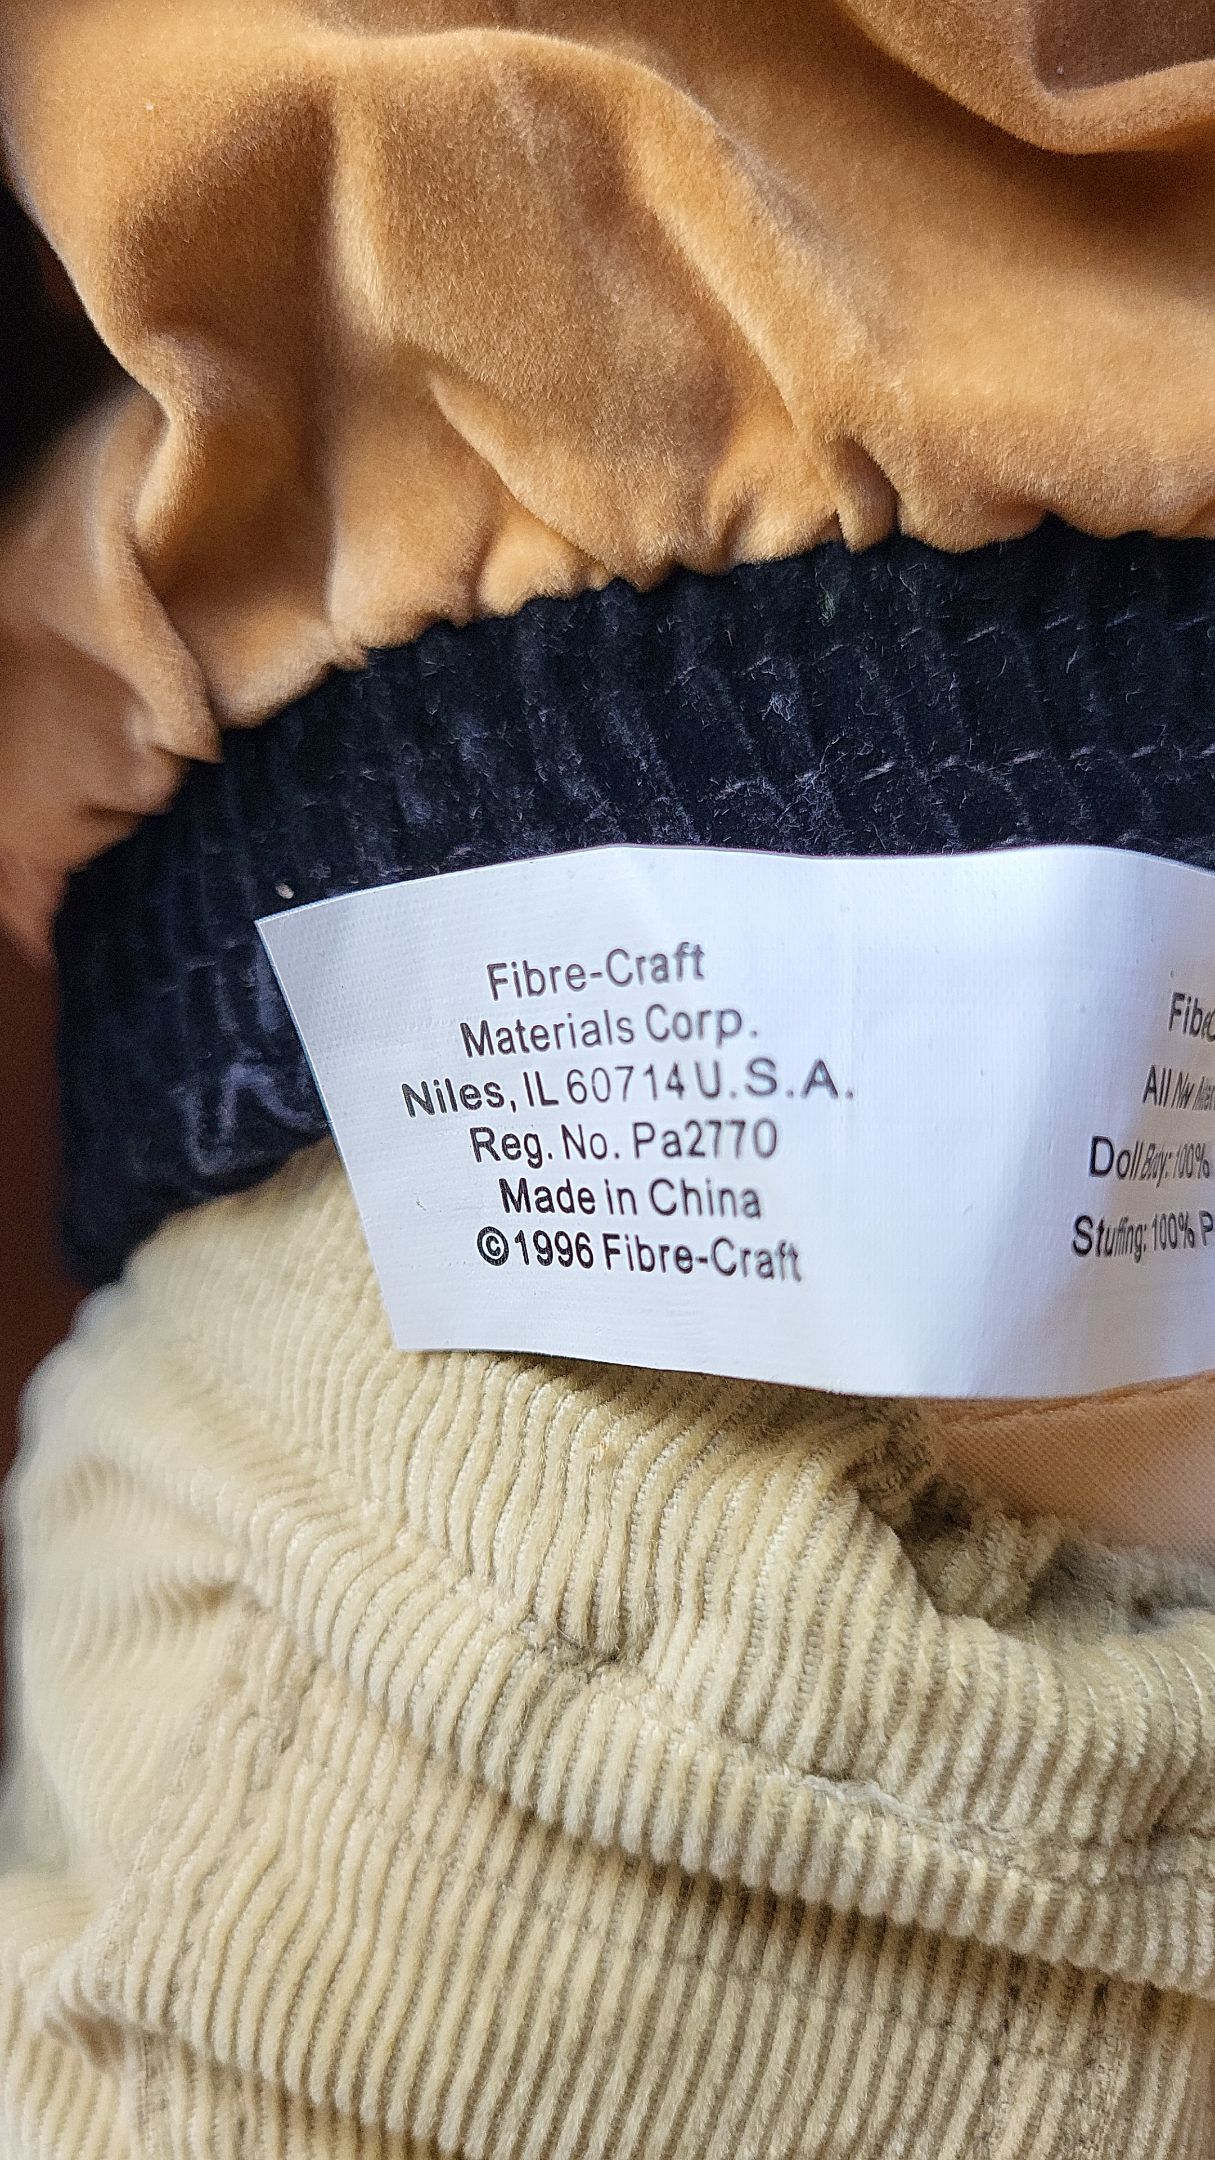 Fibre-Craft
Materials Corp.
Niles, IL 60714 U.S.A.
Reg. No. Pa2770
Made in China
©1996 Fibre-Craft
All
Doll 100%
Stuffing: 100%